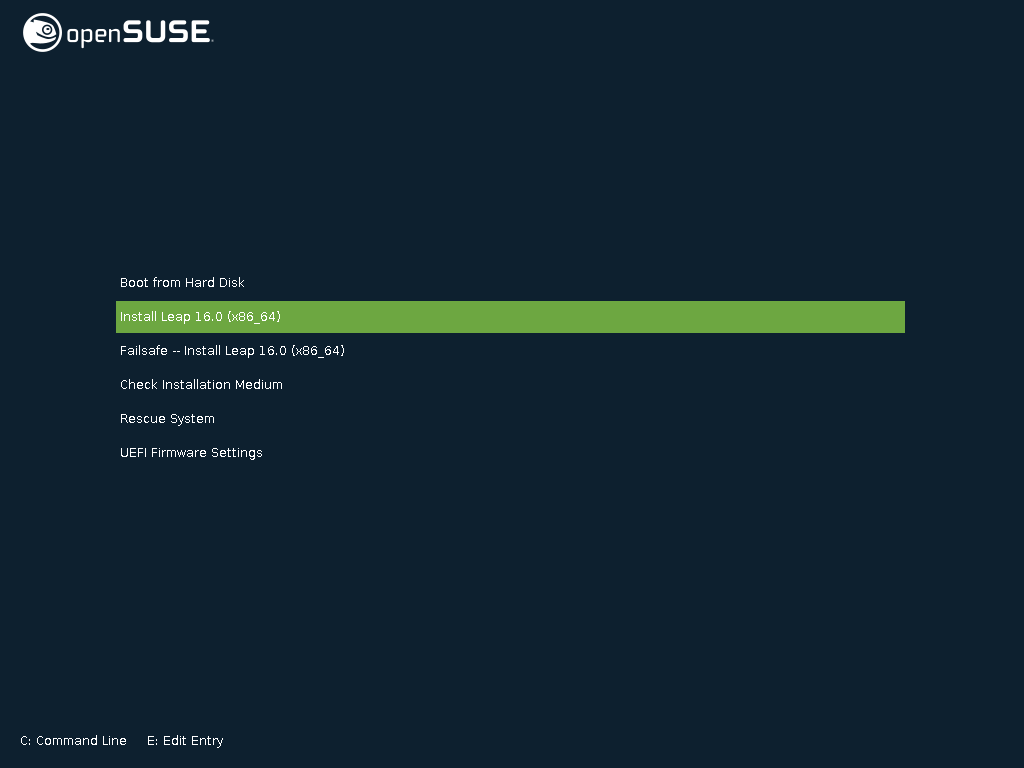 openSUSE.
Boot from Hard Disk
Install Leap 16.0 (x86_64)
Failsafe -- Install Leap 16.0 (x86_64)
Check Installation Medium
Rescue System
UEFI Firmware Settings
C: Command Line E: Edit Entry